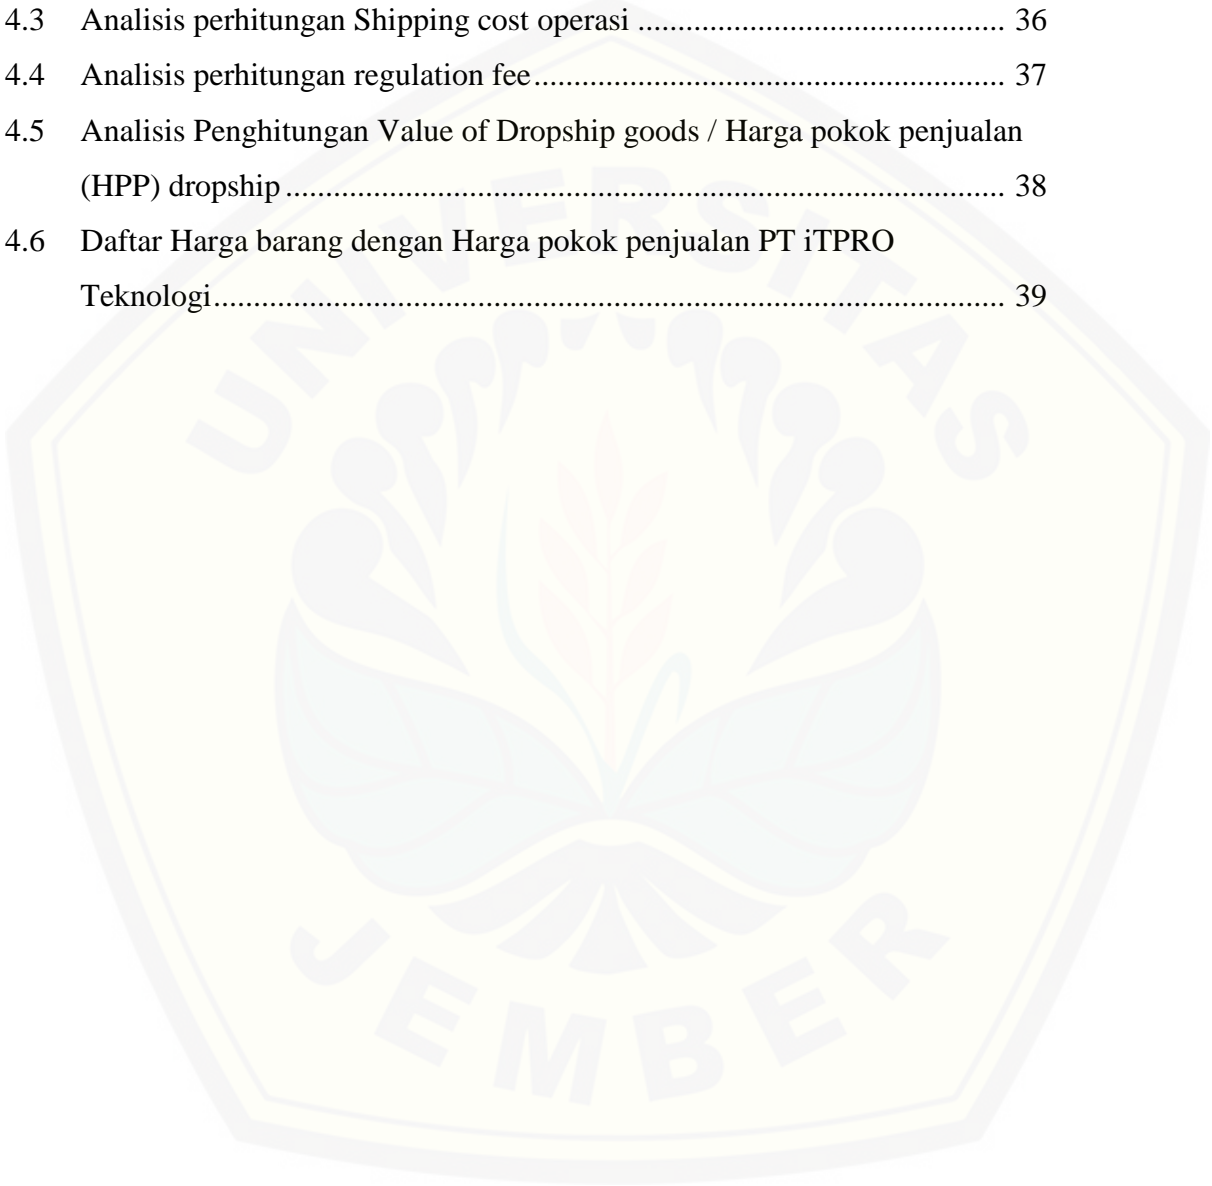 4.3 Analisis perhitungan Shipping cost operasi .............................................. 36
4.4 Analisis perhitungan regulation fee ........................................................... 37
4.5 Analisis Penghitungan Value of Dropship goods / Harga pokok penjualan
(HPP) dropship .......................................................................................... 38
4.6 Daftar Harga barang dengan Harga pokok penjualan PT iTPRO
Teknologi ................................................................................................... 39
UNIVERSITAS
JEMBER